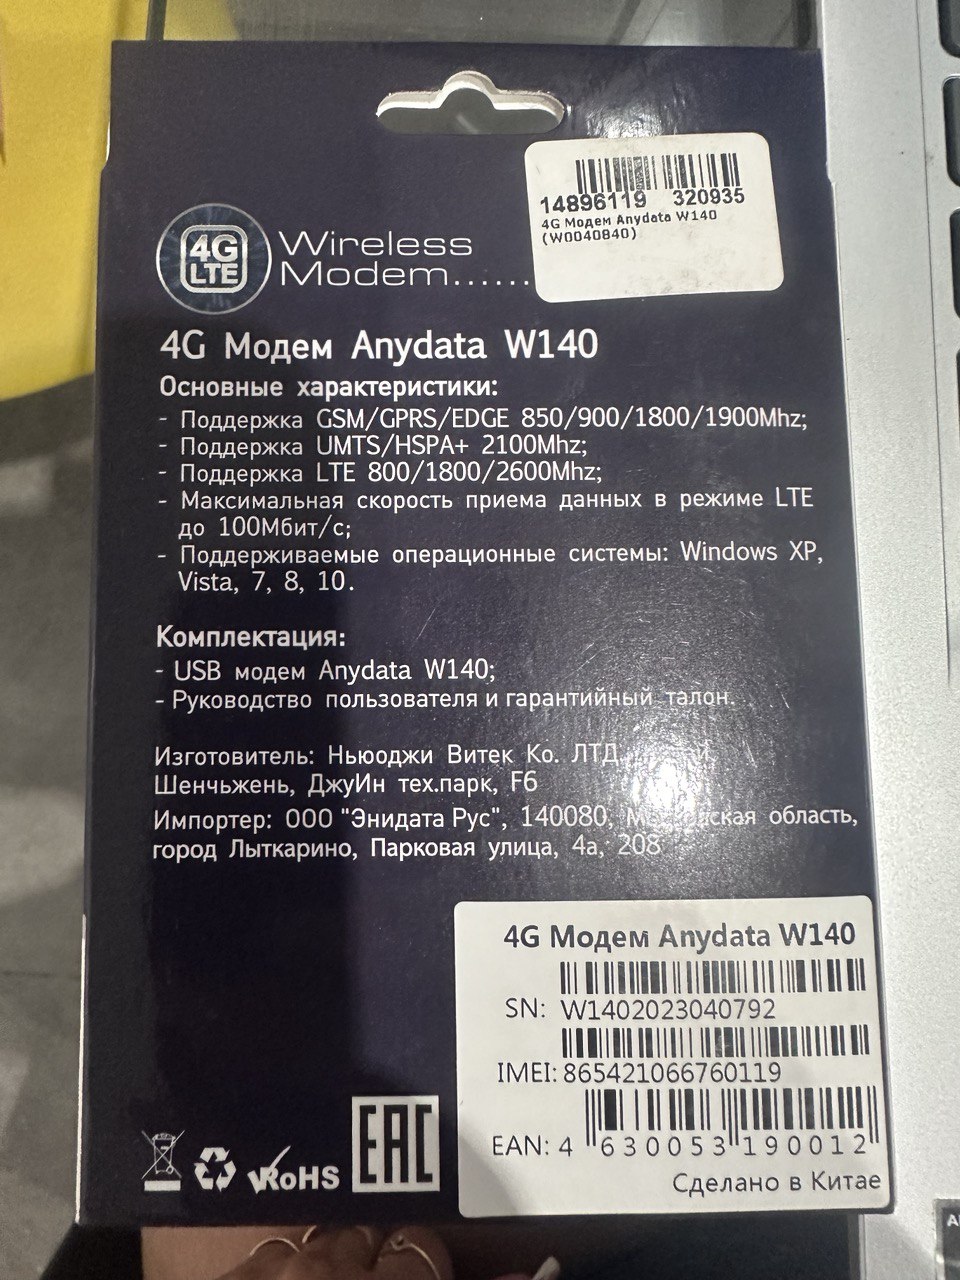 14896119 320935
4G Модем Anydata W140
(W0040840)
4G
LTE
Wireless
Modem......
4G Модем Anydata W140
Основные характеристики:
- Поддержка GSM/GPRS/EDGE 850/900/1800/1900Mhz;
- Поддержка UMTS/HSPA+ 2100Mhz;
- Поддержка LTE 800/1800/2600Mhz;
- Максимальная скорость приема данных в режиме LTE
до 100Мбит/с;
- Поддерживаемые операционные системы: Windows XP,
Vista, 7, 8, 10.
Комплектация:
- USB модем Anydata W140;
- Руководство пользователя и гарантийный талон.
Изготовитель: Ньюоджи Витек Ко. ЛТД
Шенчьжень, ДжуИн тех.парк, F6
Импортер: ООО "Энидата Рус", 140080, Московская область,
город Лыткарино, Парковая улица, 4а, 208
4G Модем Anydata W140
SN: W1402023040792
IMEI: 865421066760119
EAN: 4 630053 190012
Сделано в Китае
RoHS
EAC